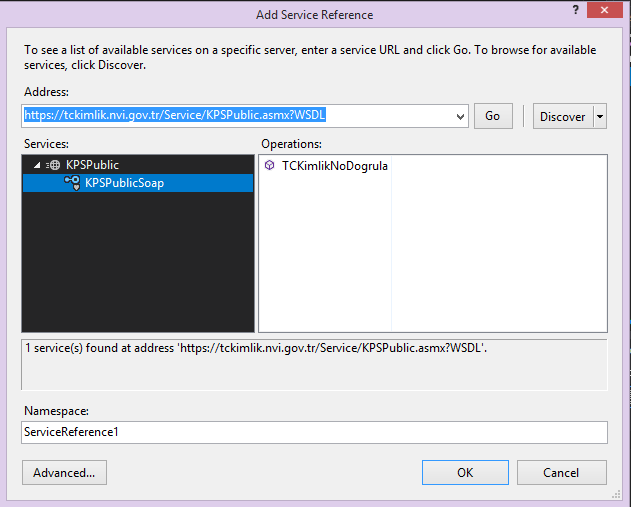 Add Service Reference
?
To see a list of available services on a specific server, enter a service URL and click Go. To browse for available
services, click Discover.
Address:
https://tckimlik.nvi.gov.tr/Service/KPSPublic.asmx?WSDL
Go
Discover
Services:
Operations:
KPSPublic
TCKimlikNoDogrula
KPSPublicSoap
1 service(s) found at address 'https://tckimlik.nvi.gov.tr/Service/KPSPublic.asmx?WSDL'.
Namespace:
ServiceReference1
Advanced...
OK
Cancel